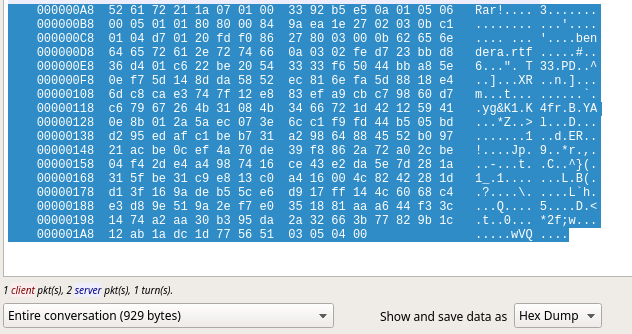 000000A8 52 61 72 21 1a 07 01 00 33 92 b5 e5 0a 01 05 06 Rar!.... 3.......
000000B8 00 05 01 01 80 80 00 84 9a ea 1e 27 02 03 0b c1 ........ ...'....
000000C8 01 04 d7 01 20 fd f0 86 27 80 03 00 0b 62 65 6e .... ... '....ben
000000D8 64 65 72 61 2e 72 74 66 0a 03 02 fe d7 23 bb d8 dera.rtf .....#..
000000E8 36 d4 01 c6 22 be 20 54 33 33 f6 50 44 bb a8 5e 6...". T 33.PD..^
000000F8 0e f7 5d 14 8d da 58 52 ec 81 6e fa 5d 88 18 e4 ..]...XR ..n.]...
00000108 6d c8 ca e3 74 7f 12 e8 83 ef a9 cb c7 98 60 d7 m...t... ......`.
00000118 c6 79 67 26 4b 31 08 4b 34 66 72 1d 42 12 59 41 .yg&K1.K 4fr.B.YA
00000128 0e 8b 01 2a 5a ec 07 3e 6c c1 f9 fd 44 b5 05 bd ...*Z..> l...D...
00000138 d2 95 ed af c1 be b7 31 a2 98 64 88 45 52 b0 97 .......1 ..d.ER..
00000148 21 ac be 0c ef 4a 70 de 39 f8 86 2a 72 a0 2c be !....Jp. 9..*r.,.
00000158 04 f4 2d e4 a4 98 74 16 ce 43 e2 da 5e 7d 28 1a ..-...t. .C..^}(.
00000168 31 5f be 31 c9 e8 13 c0 a4 16 00 4c 82 42 28 1d 1_.1.... ...L.B(.
00000178 d1 3f 16 9a de b5 5c e6 d9 17 ff 14 4c 60 68 c4 .?....\. ....L`h.
00000188 e3 d8 9e 51 9a 2e f7 e0 35 18 81 aa a6 44 f3 3c ...Q.... 5....D.<
00000198 14 74 a2 aa 30 b3 95 da 2a 32 66 3b 77 82 9b 1c .t..0... *2f;w...
000001A8 12 ab 1a dc 1d 77 56 51 03 05 04 00 .....wVQ ....
1 client pkt(s), 2 server pkt(s), 1 turn(s).
Entire conversation (929 bytes) Show and save data as Hex Dump